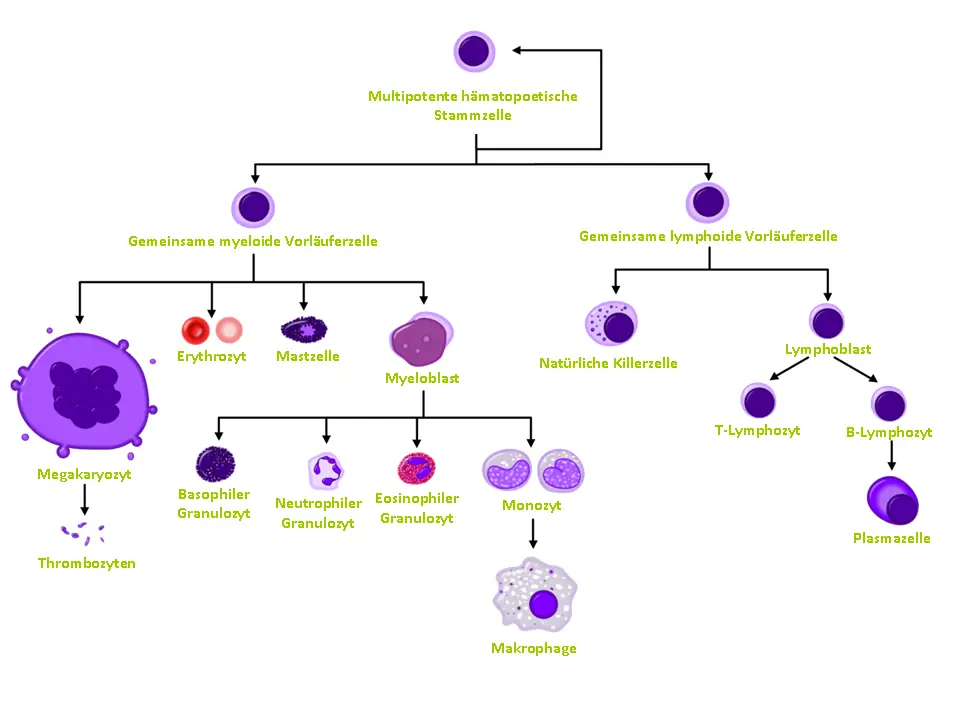 Multipotente hämatopoetische
Stammzelle
Gemeinsame myeloide Vorläuferzelle
Gemeinsame lymphoide Vorläuferzelle
Erythrozyt
Mastzelle
Myeloblast
Natürliche Killerzelle
Lymphoblast
T-Lymphozyt
B-Lymphozyt
Megakaryozyt
Basophiler
Granulozyt
Neutrophiler
Granulozyt
Eosinophiler
Granulozyt
Monozyt
Plasmazelle
Thrombozyten
Makrophage